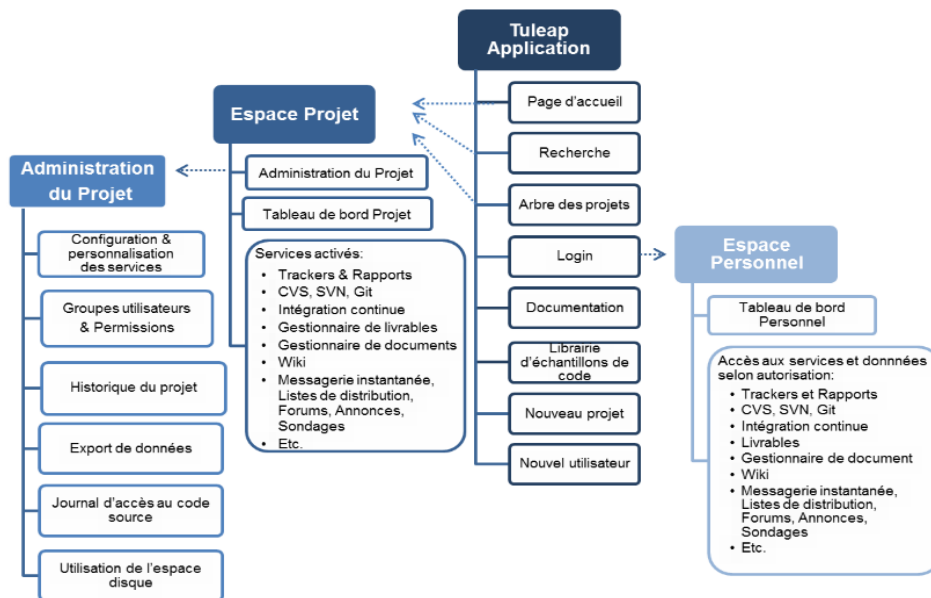 Tuleap
Application
Page d'accueil
Recherche
Arbre des projets
Login
Documentation
Librairie
d'échantillons de
code
Nouveau projet
Nouvel utilisateur
Espace Projet
Administration du Projet
Tableau de bord Projet
Services activés:
• Trackers & Rapports
• CVS, SVN, Git
• Intégration continue
• Gestionnaire de livrables
• Gestionnaire de documents
• Wiki
• Messagerie instantanée,
Listes de distribution,
Forums, Annonces,
Sondages
• Etc.
Administration
du Projet
Configuration &
personnalisation
des services
Groupes utilisateurs
& Permissions
Historique du projet
Export de données
Journal d'accès au code
source
Utilisation de l'espace
disque
Espace
Personnel
Tableau de bord
Personnel
Accès aux services et donnnées
selon autorisation:
• Trackers et Rapports
• CVS, SVN, Git
• Intégration continue
• Livrables
• Gestionnaire de document
• Wiki
• Messagerie instantanée,
Listes de distribution,
Forums, Annonces,
Sondages
• Etc.